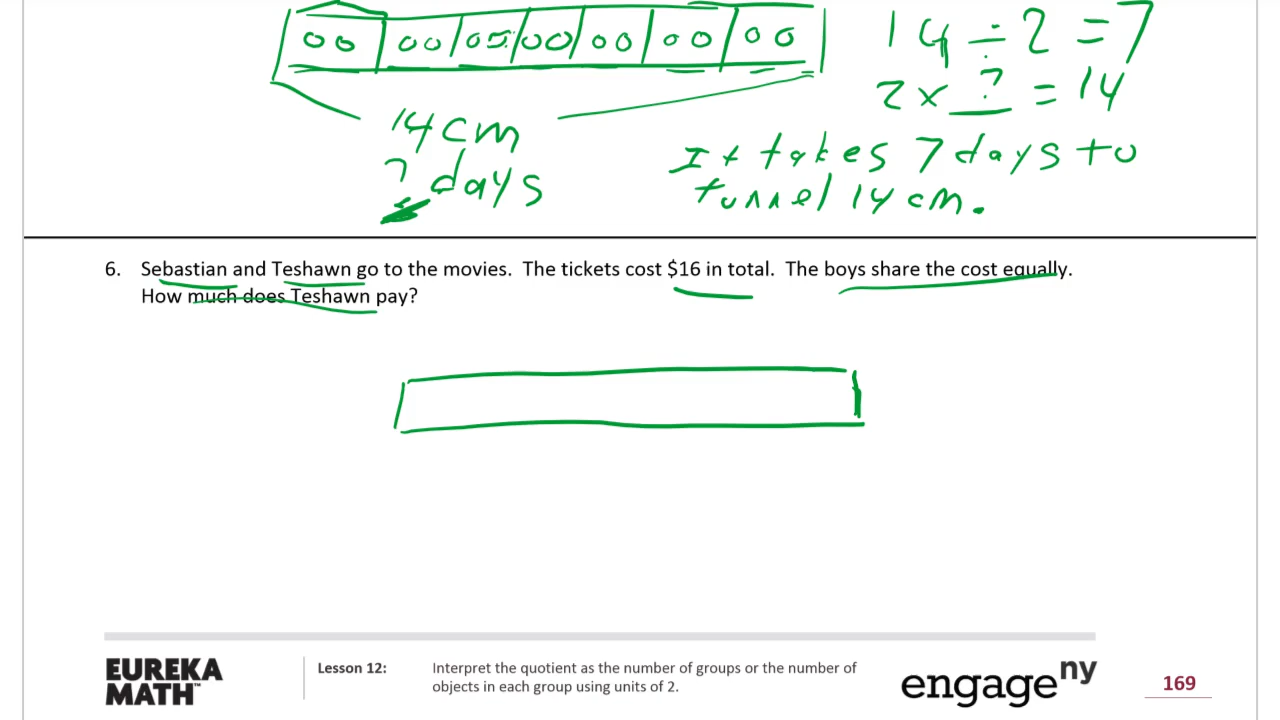 00 00 00 00 00 00 00
14 ÷ 2 = 7
2 x ? = 14
14 cm
? days
It takes 7 days to
tunnel 14 cm.
6. Sebastian and Teshawn go to the movies. The tickets cost $16 in total. The boys share the cost equally.
How much does Teshawn pay?
EUREKA
MATH™
Lesson 12:
Interpret the quotient as the number of groups or the number of
objects in each group using units of 2.
engage ny
169